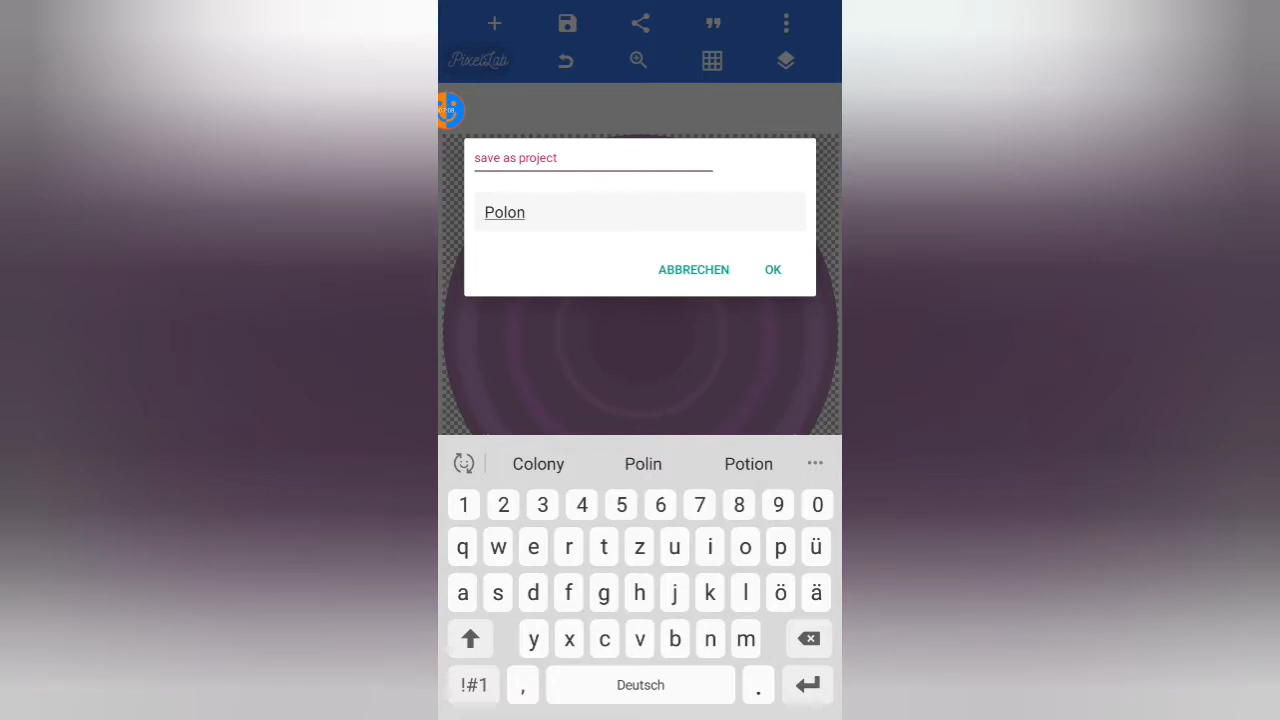 PixelLab
save as project
Polon
ABBRECHEN OK
Colony Polin Potion
1 2 3 4 5 6 7 8 9 0
q w e r t z u i o p ü
a s d f g h j k l ö ä
y x c v b n m
!#1 , Deutsch .